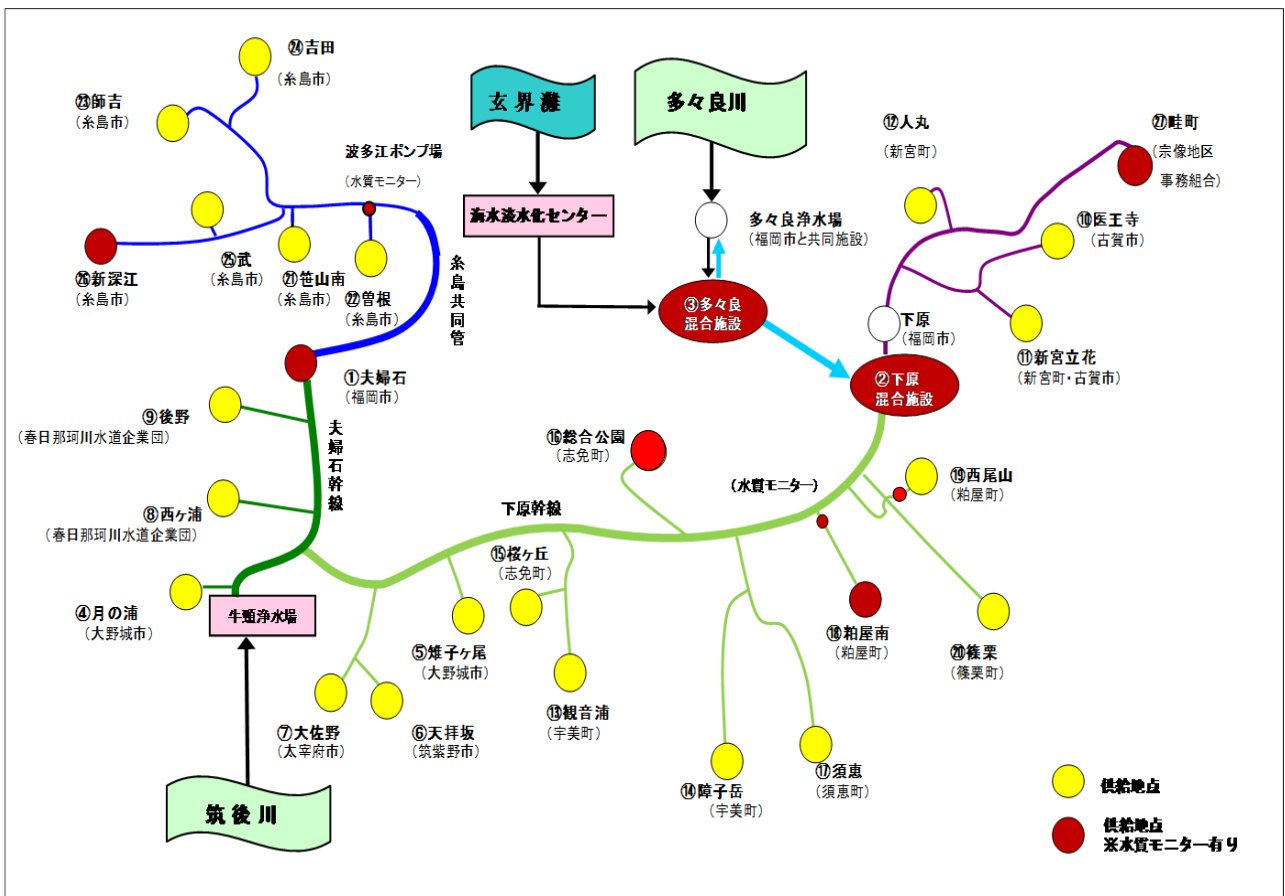 ㉔吉田
(糸島市)
㉓師吉
(糸島市)
波多江ポンプ場
(水質モニター)
玄界灘
多々良川
⑫人丸
(新宮町)
㉗畦町
(宗像地区
事務組合)
海水淡水化センター
多々良浄水場
(福岡市と共同施設)
⑩医王寺
(古賀市)
㉖新深江
(糸島市)
㉕武
(糸島市)
㉑笹山南
(糸島市)
㉒曽根
(糸島市)
糸島共同管
③多々良
混合施設
下原
(福岡市)
⑪新宮立花
(新宮町・古賀市)
①夫婦石
(福岡市)
②下原
混合施設
⑨後野
(春日那珂川水道企業団)
夫婦石幹線
⑯総合公園
(志免町)
(水質モニター)
⑲西尾山
(粕屋町)
⑧西ヶ浦
(春日那珂川水道企業団)
下原幹線
⑮桜ヶ丘
(志免町)
④月の浦
(大野城市)
牛頸浄水場
⑤雉子ヶ尾
(大野城市)
⑱粕屋南
(粕屋町)
⑳篠栗
(篠栗町)
⑦大佐野
(太宰府市)
⑥天拝坂
(筑紫野市)
⑬観音浦
(宇美町)
⑭障子岳
(宇美町)
⑰須恵
(須恵町)
筑後川
供給地点
供給地点
※水質モニター有り